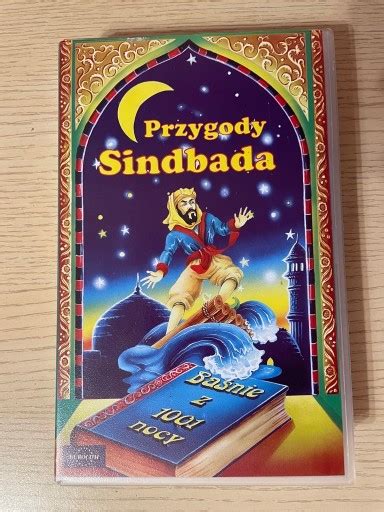 Przygody
Sindbada
Baśnie
z
1001
nocy